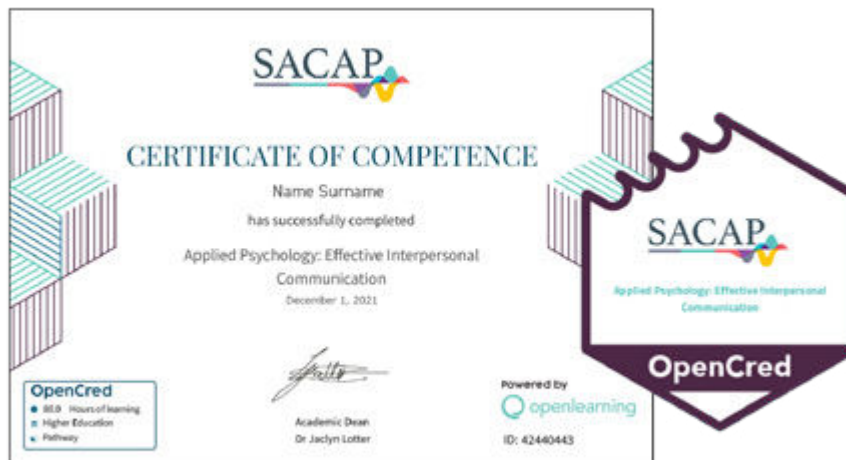 SACAP
CERTIFICATE OF COMPETENCE
Name Surname
has successfully completed
Applied Psychology: Effective Interpersonal
Communication
December 1, 2021
OpenCred
Hours of learning
Higher Education
Pathway
Academic Dean
Dr Jaclyn Lotter
Powered by
openlearning
ID: 42440443
SACAP
Applied Psychology: Effective Interpersonal
Communication
OpenCred